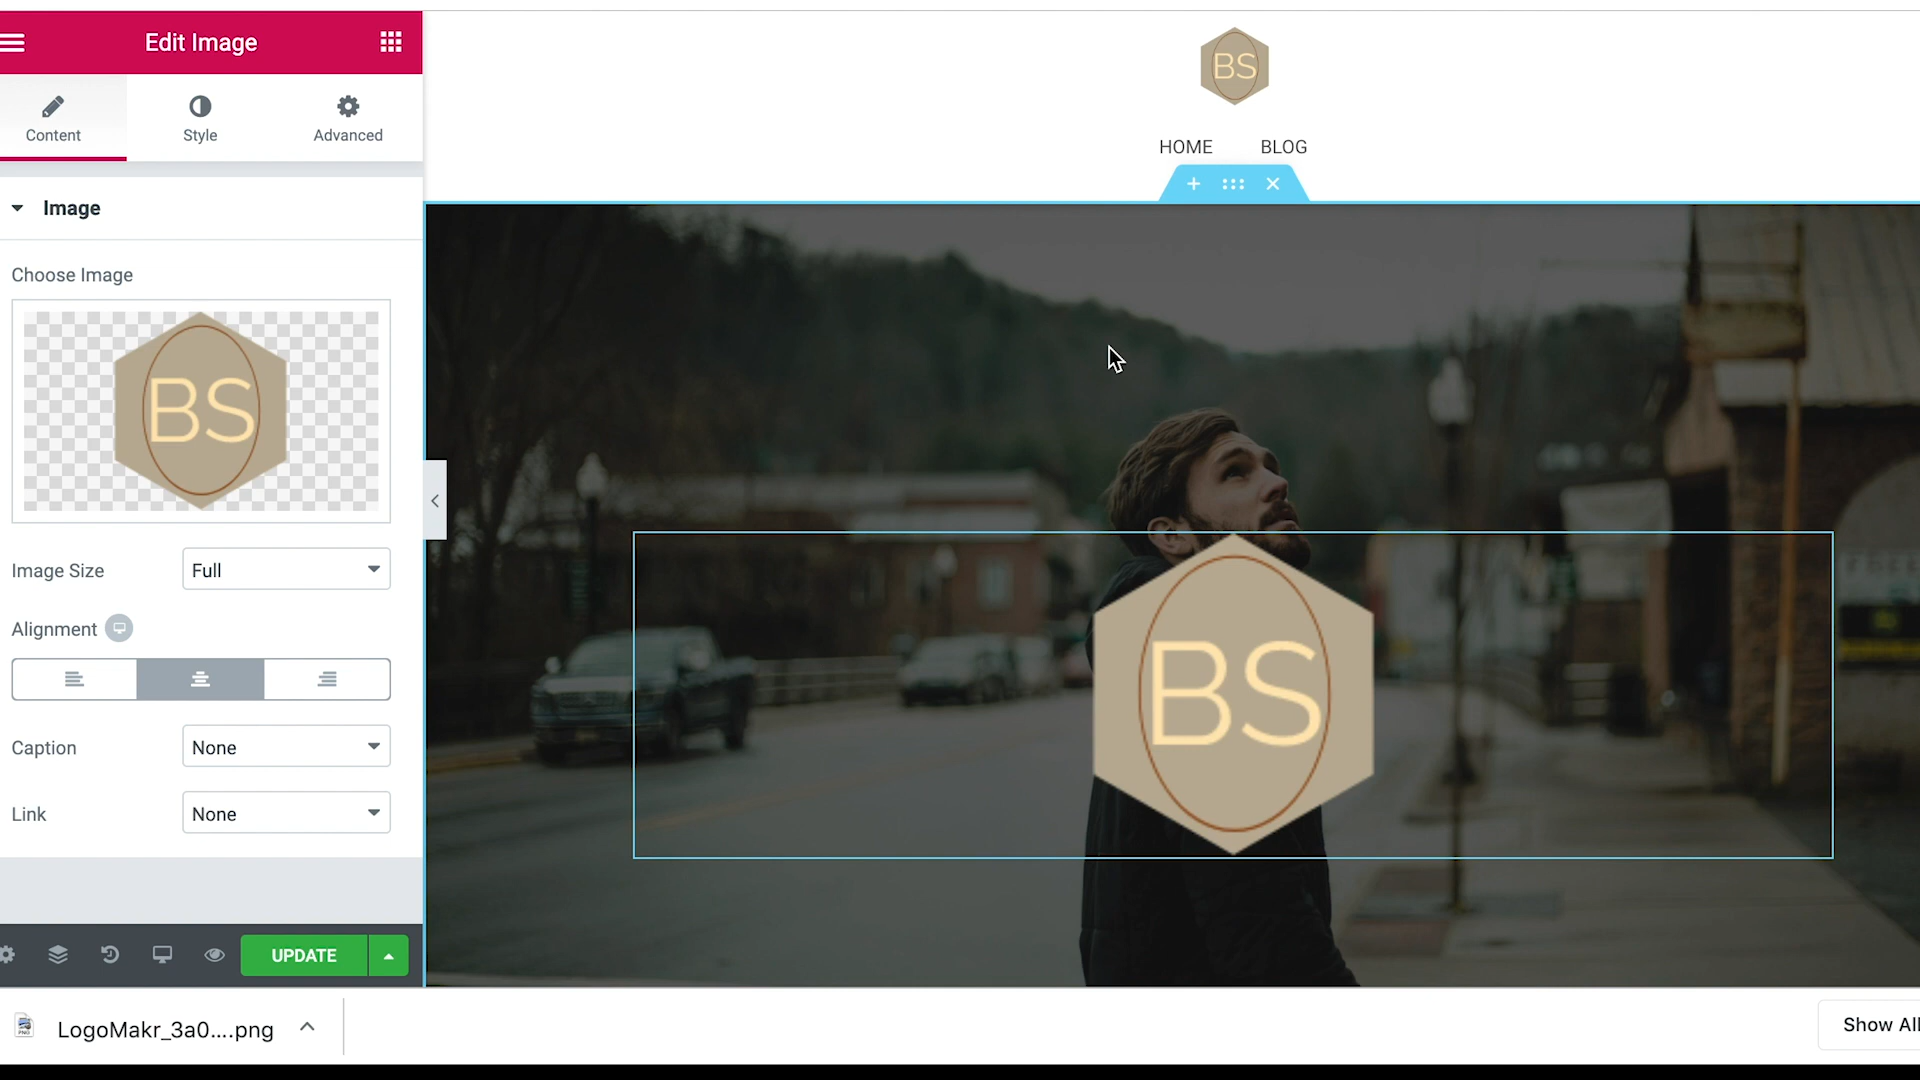 Edit Image
Content
Style
Advanced
Image
Choose Image
BS
Image Size
Full
Alignment
Caption
None
Link
None
UPDATE
BS
HOME
BLOG
BS
LogoMakr_3a0....png
Show All